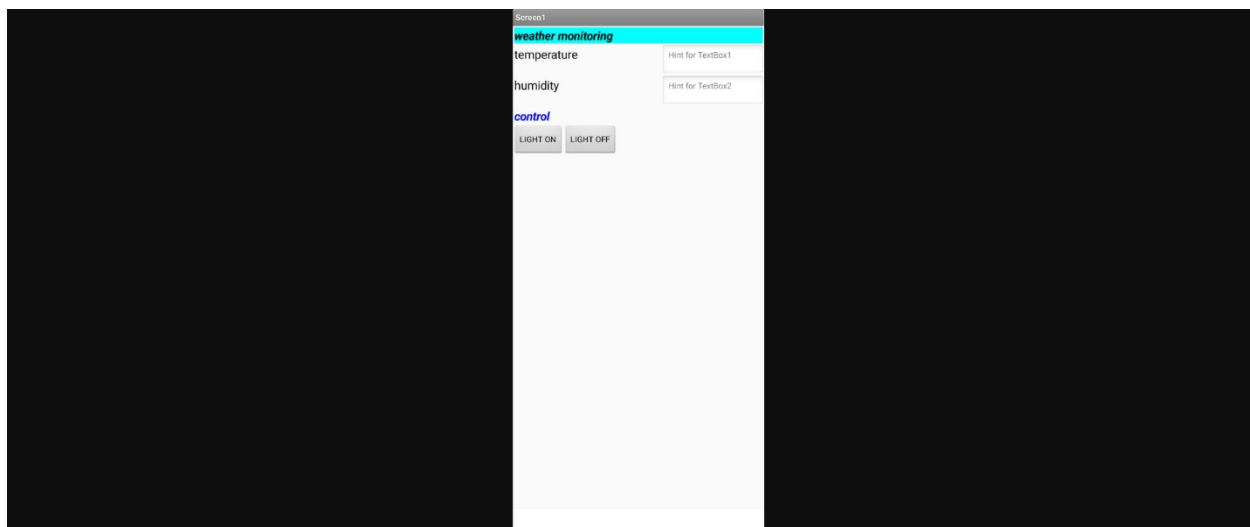 Screen1
weather monitoring
temperature Hint for TextBox1
humidity Hint for TextBox2
control
LIGHT ON LIGHT OFF